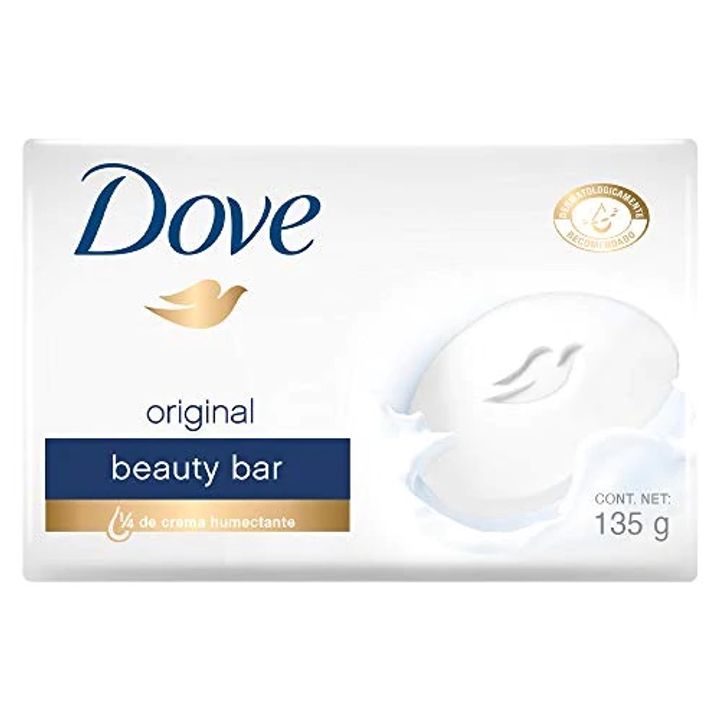 Dove
DERMATOLÓGICAMENTE
RECOMENDADO
original
beauty bar
¼ de crema humectante
CONT. NET:
135 g